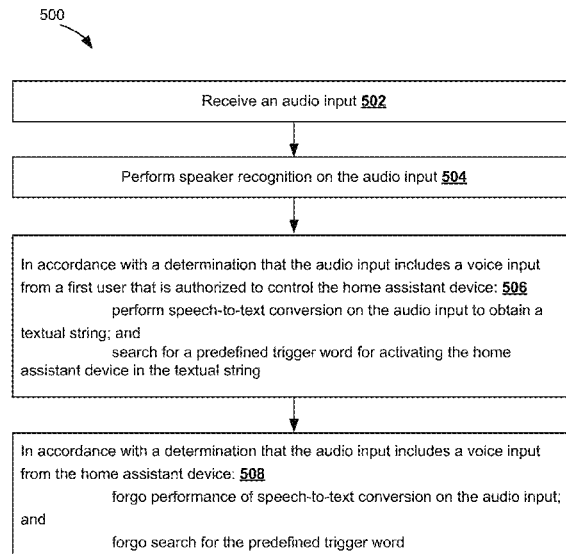 500
Receive an audio input 502
Perform speaker recognition on the audio input 504
In accordance with a determination that the audio input includes a voice input
from a first user that is authorized to control the home assistant device: 506
perform speech-to-text conversion on the audio input to obtain a
textual string; and
search for a predefined trigger word for activating the home
assistant device in the textual string
In accordance with a determination that the audio input includes a voice input
from the home assistant device: 508
forgo performance of speech-to-text conversion on the audio input;
and
forgo search for the predefined trigger word